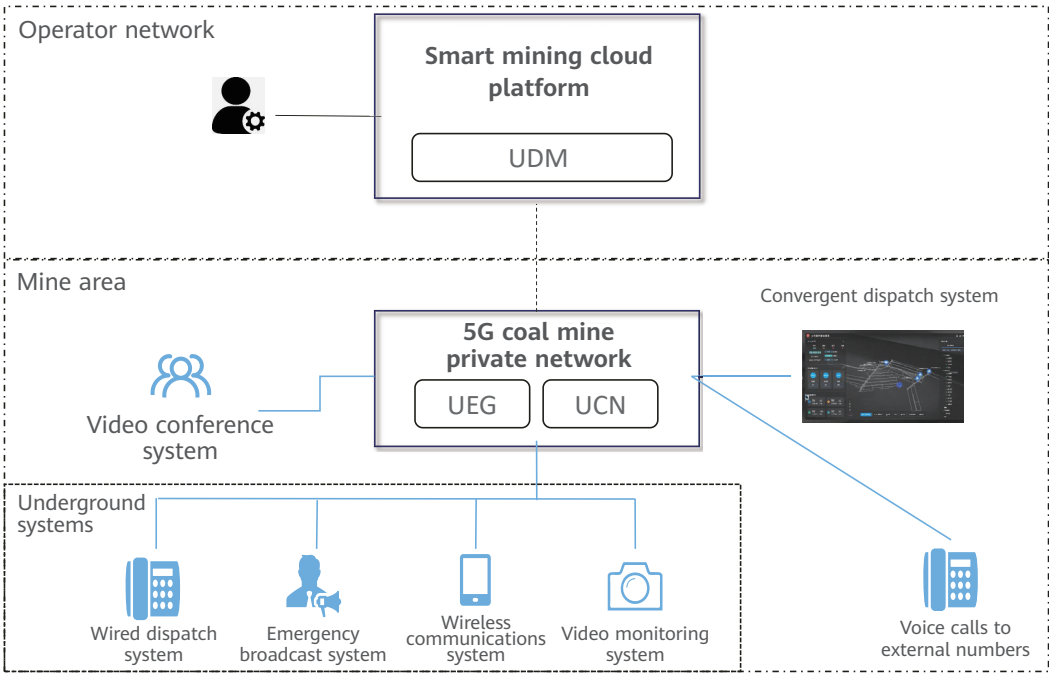 Operator network
Smart mining cloud
platform
UDM
Mine area
Convergent dispatch system
5G coal mine
private network
UEG
UCN
Video conference
system
Underground
systems
Wired dispatch
system
Emergency
broadcast system
Wireless
communications
system
Video monitoring
system
Voice calls to
external numbers